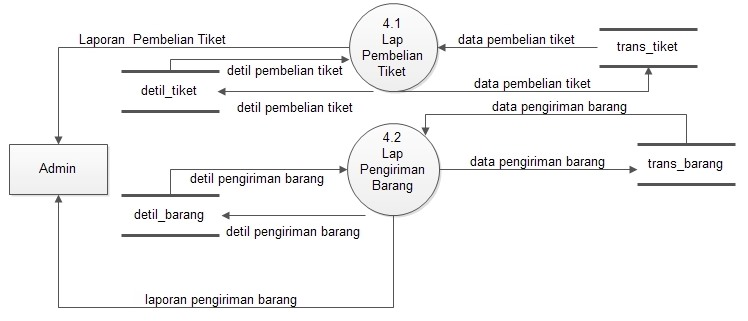 4.1
Lap
Pembelian
Tiket
Laporan  Pembelian Tiket
data pembelian tiket
trans_tiket
detil pembelian tiket
detil_tiket
data pembelian tiket
detil pembelian tiket
data pengiriman barang
4.2
Lap
Pengiriman
Barang
Admin
data pengiriman barang
trans_barang
detil pengiriman barang
detil_barang
detil pengiriman barang
laporan pengiriman barang